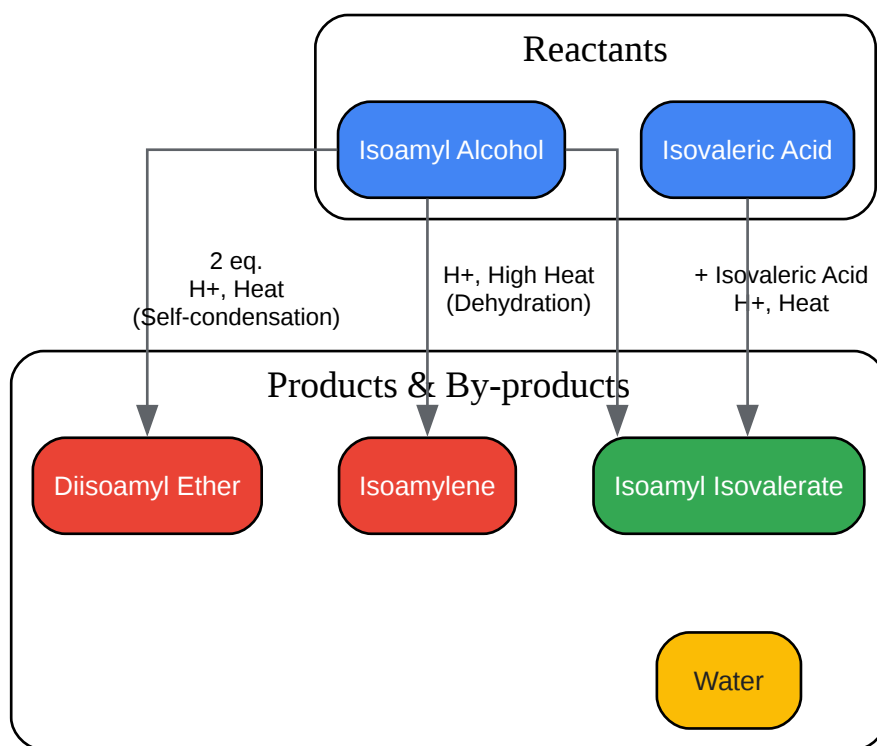 Reactants
Isoamyl Alcohol
Isovaleric Acid
2 eq.
H+, Heat
(Self-condensation)
H+, High Heat
(Dehydration)
+ Isovaleric Acid
H+, Heat
Products & By-products
Diisoamyl Ether
Isoamylene
Isoamyl Isovalerate
Water